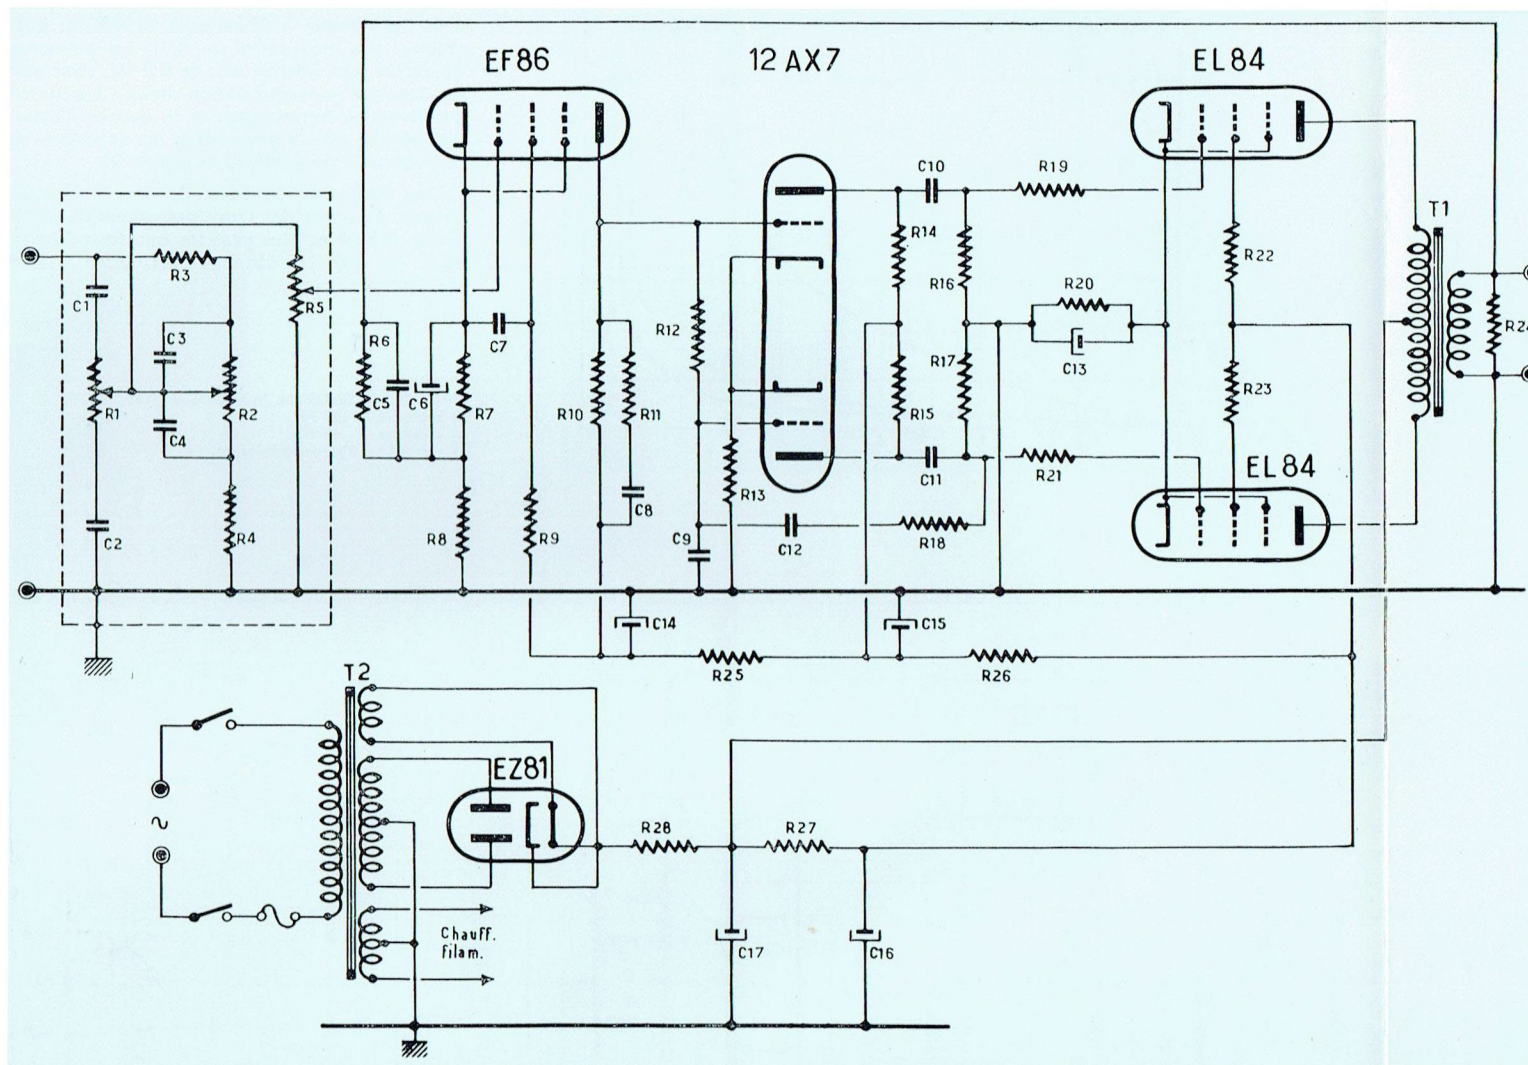 EF86
12 AX7
EL84
C10
R19
T1
R3
R14
R22
C1
R5
R16
R20
C3
R6
C7
R12
R24
R17
C13
R1
R2
C5
C6
R7
R10
R11
R15
R23
C4
C11
R21
EL84
R13
C8
C2
R4
R8
R9
C9
C12
R18
C14
C15
T2
R25
R26
EZ81
∿
R28
R27
Chauff.
Filam.
C17
C16